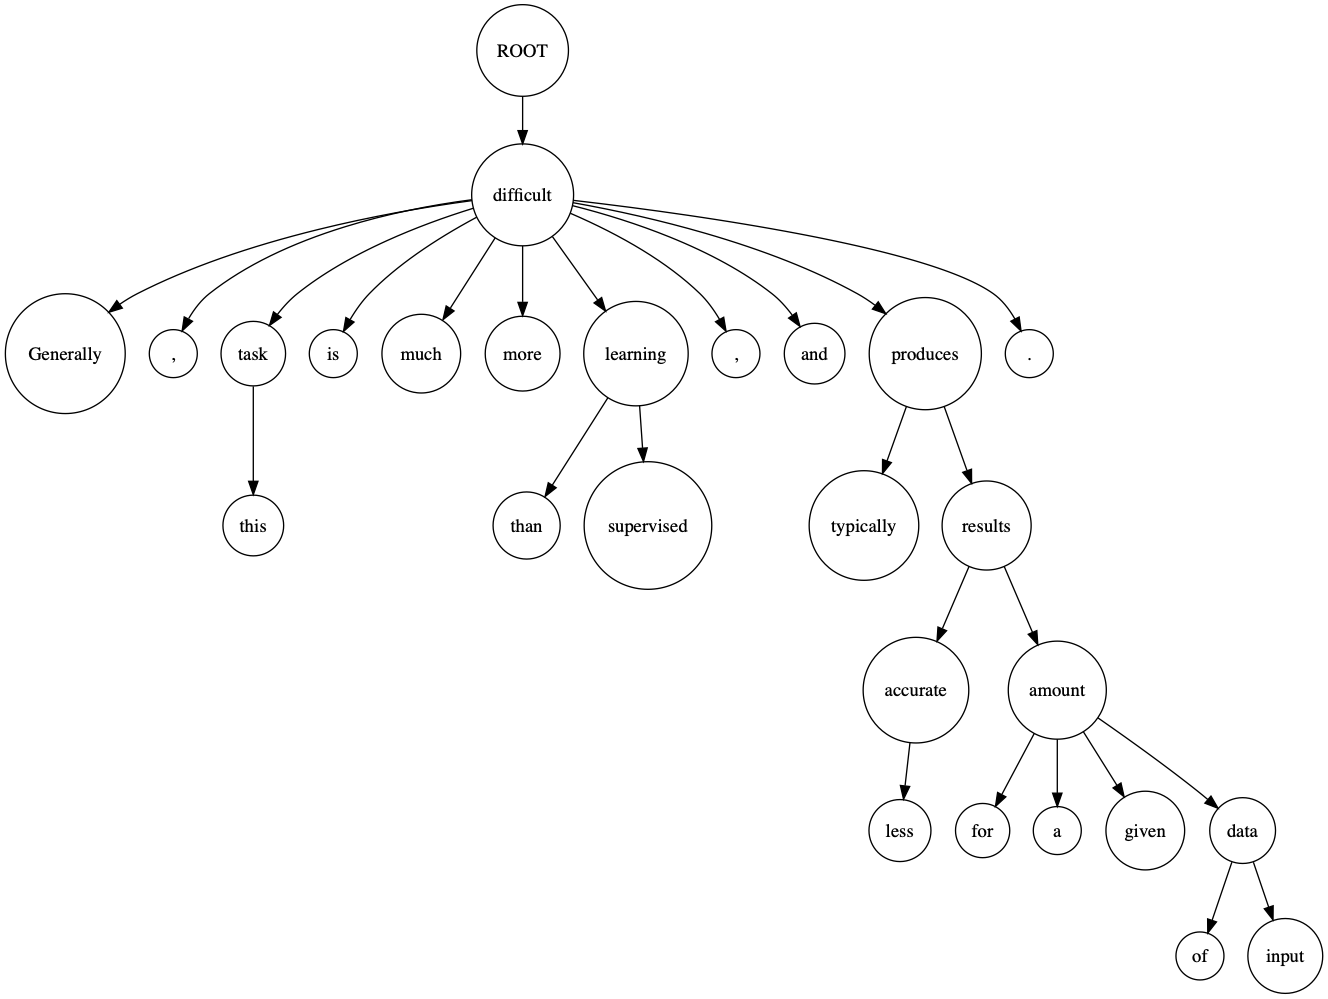 ROOT
difficult
Generally , task is much more learning , and produces .
this than supervised typically results
accurate amount
less for a given data
of input